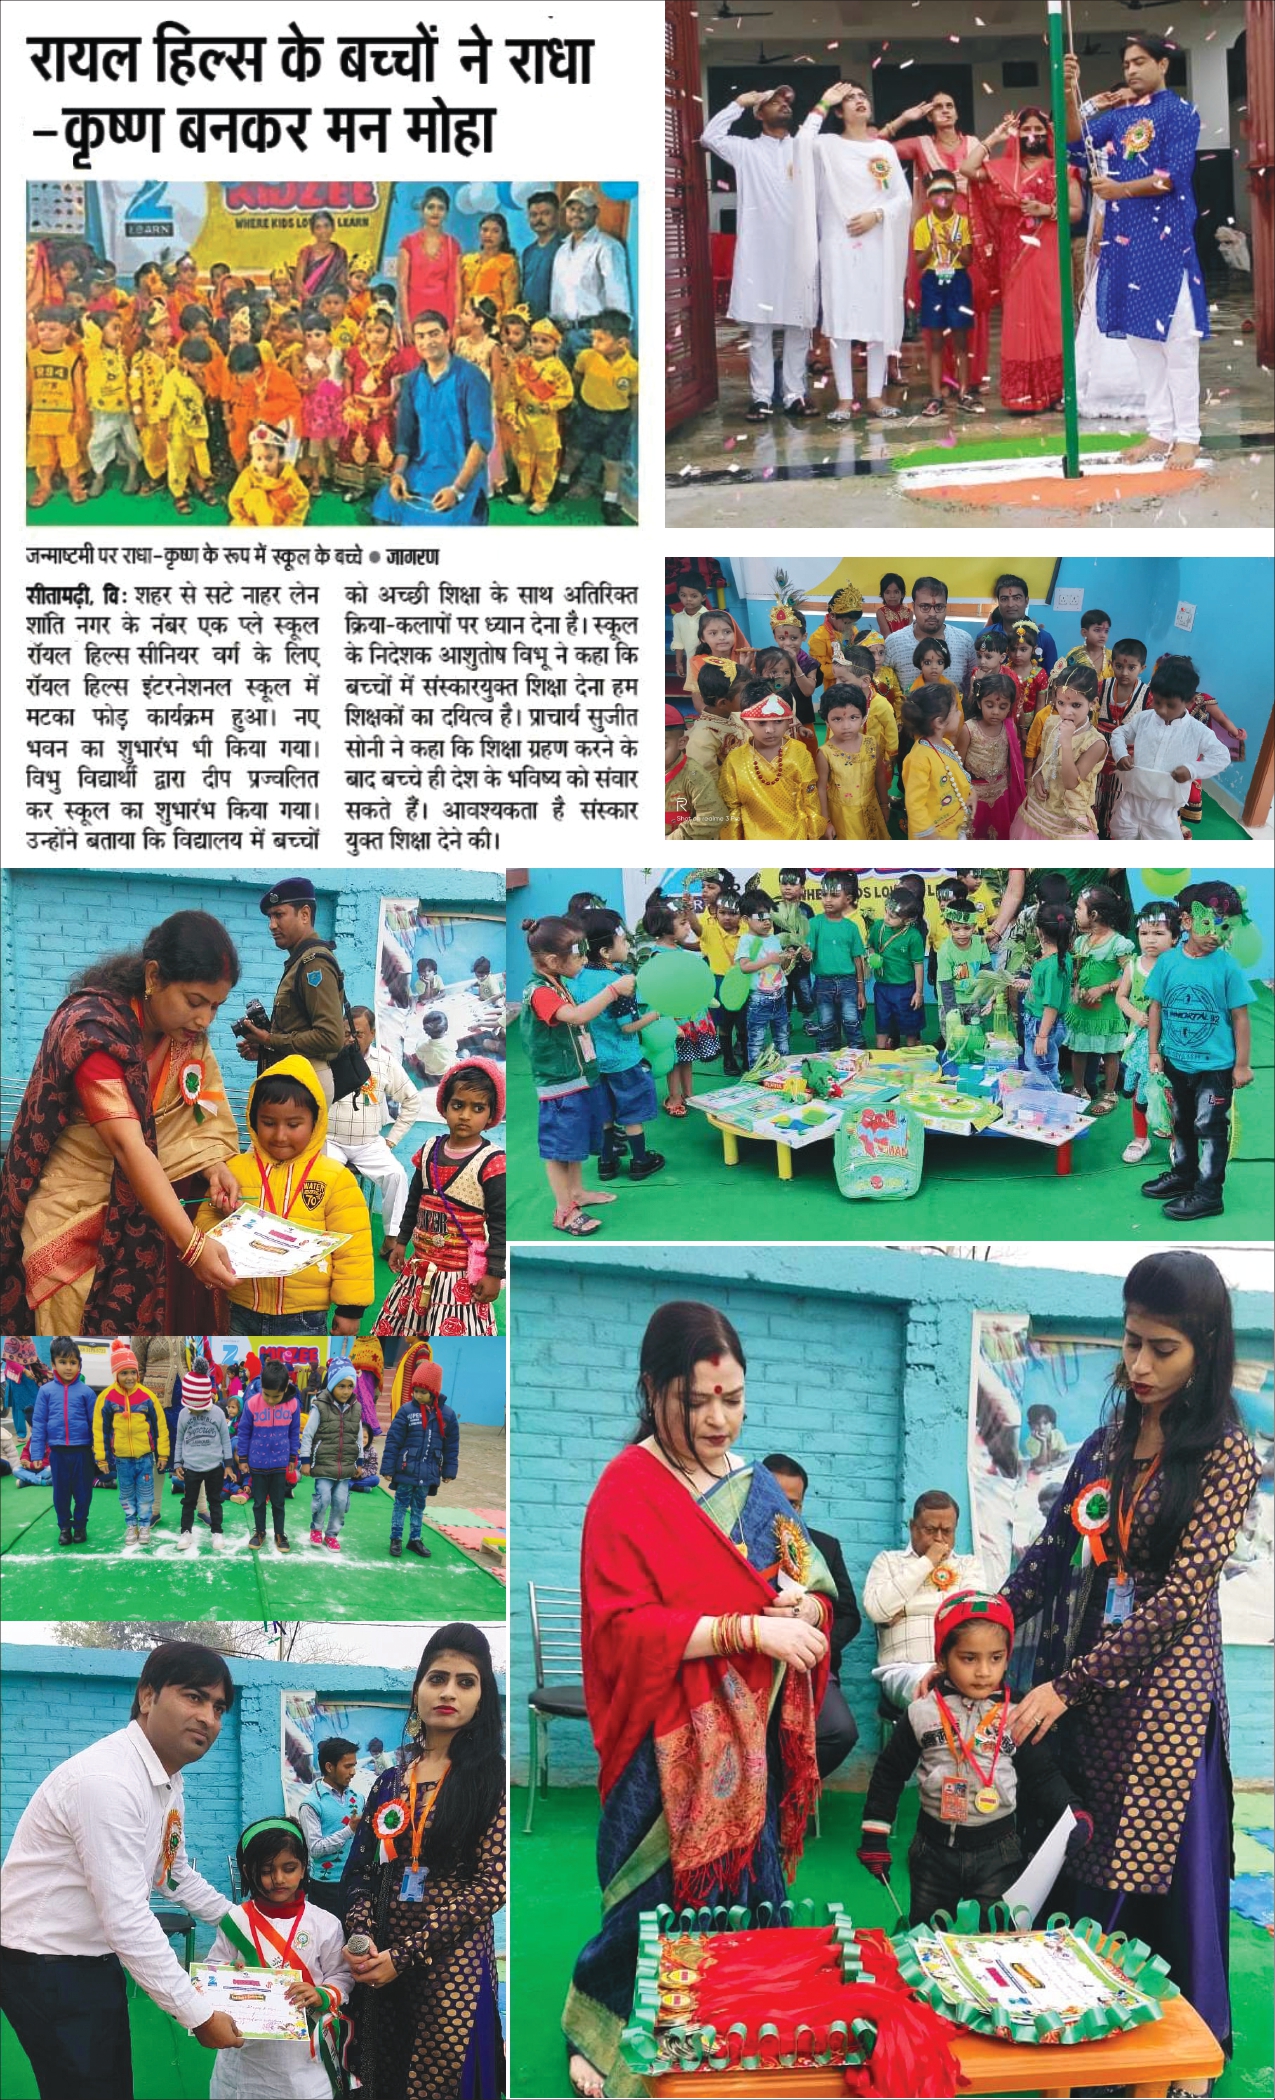 रायल हिल्स के बच्चों ने राधा
-कृष्ण बनकर मन मोहा
LEARN
KIDZEE
WHERE KIDS LOVE TO LEARN
जन्माष्टमी पर राधा-कृष्ण के रूप में स्कूल के बच्चे ● जागरण
सीतामढ़ी, वि: शहर से सटे नाहर लेन
शांति नगर के नंबर एक प्ले स्कूल
रॉयल हिल्स सीनियर वर्ग के लिए
रॉयल हिल्स इंटरनेशनल स्कूल में
मटका फोड़ कार्यक्रम हुआ। नए
भवन का शुभारंभ भी किया गया।
विभु विद्यार्थी द्वारा दीप प्रज्वलित
कर स्कूल का शुभारंभ किया गया।
उन्होंने बताया कि विद्यालय में बच्चों
को अच्छी शिक्षा के साथ अतिरिक्त
क्रिया-कलापों पर ध्यान देना है। स्कूल
के निदेशक आशुतोष विभू ने कहा कि
बच्चों में संस्कारयुक्त शिक्षा देना हम
शिक्षकों का दयित्व है। प्राचार्य सुजीत
सोनी ने कहा कि शिक्षा ग्रहण करने के
बाद बच्चे ही देश के भविष्य को संवार
सकते हैं। आवश्यकता है संस्कार
युक्त शिक्षा देने की।
R
Shot on realme 3 Pro